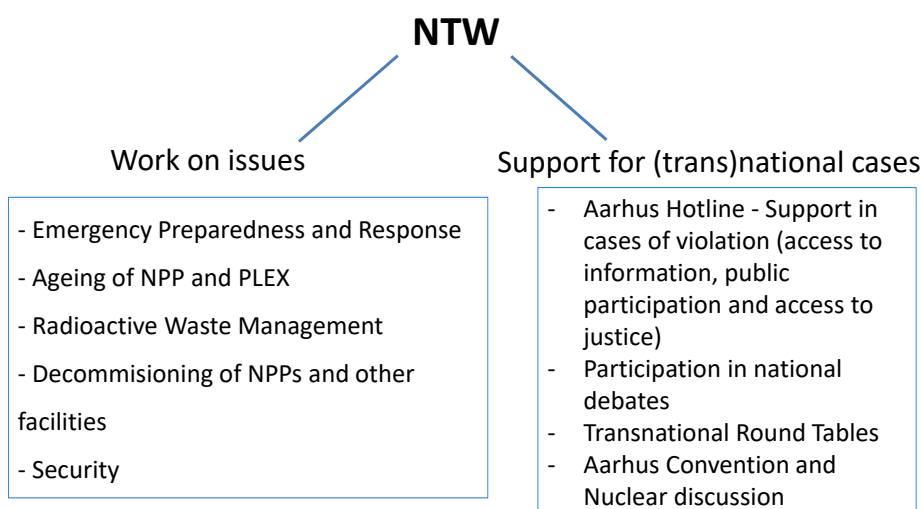 NTW
Work on issues
- Emergency Preparedness and Response
- Ageing of NPP and PLEX
- Radioactive Waste Management
- Decommisioning of NPPs and other
facilities
- Security
Support for (trans)national cases
- Aarhus Hotline - Support in
cases of violation (access to
information, public
participation and access to
justice)
- Participation in national
debates
- Transnational Round Tables
- Aarhus Convention and
Nuclear discussion